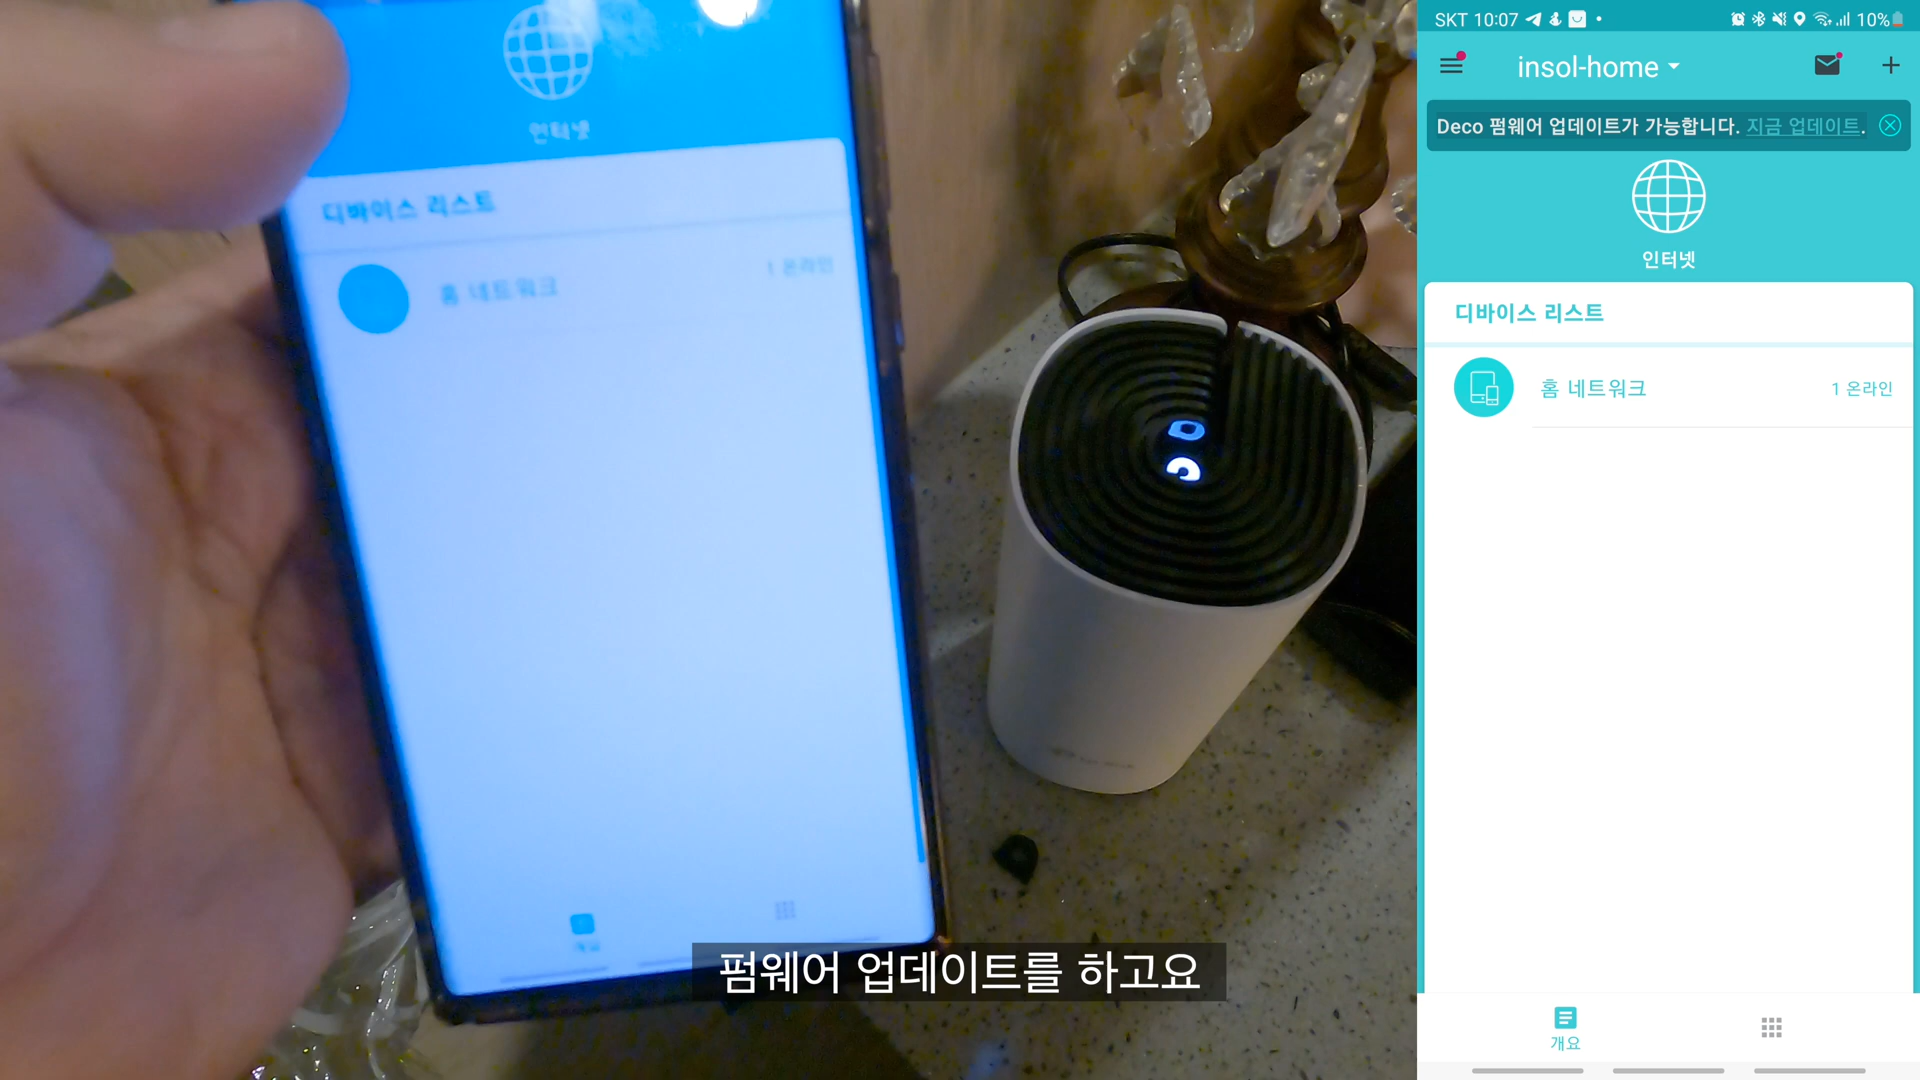 인터넷
디바이스 리스트
홈 네트워크
1 온라인
펌웨어 업데이트를 하고요
SKT 10:07
10%
insol-home
Deco 펌웨어 업데이트가 가능합니다. 지금 업데이트.
인터넷
디바이스 리스트
홈 네트워크
1 온라인
개요